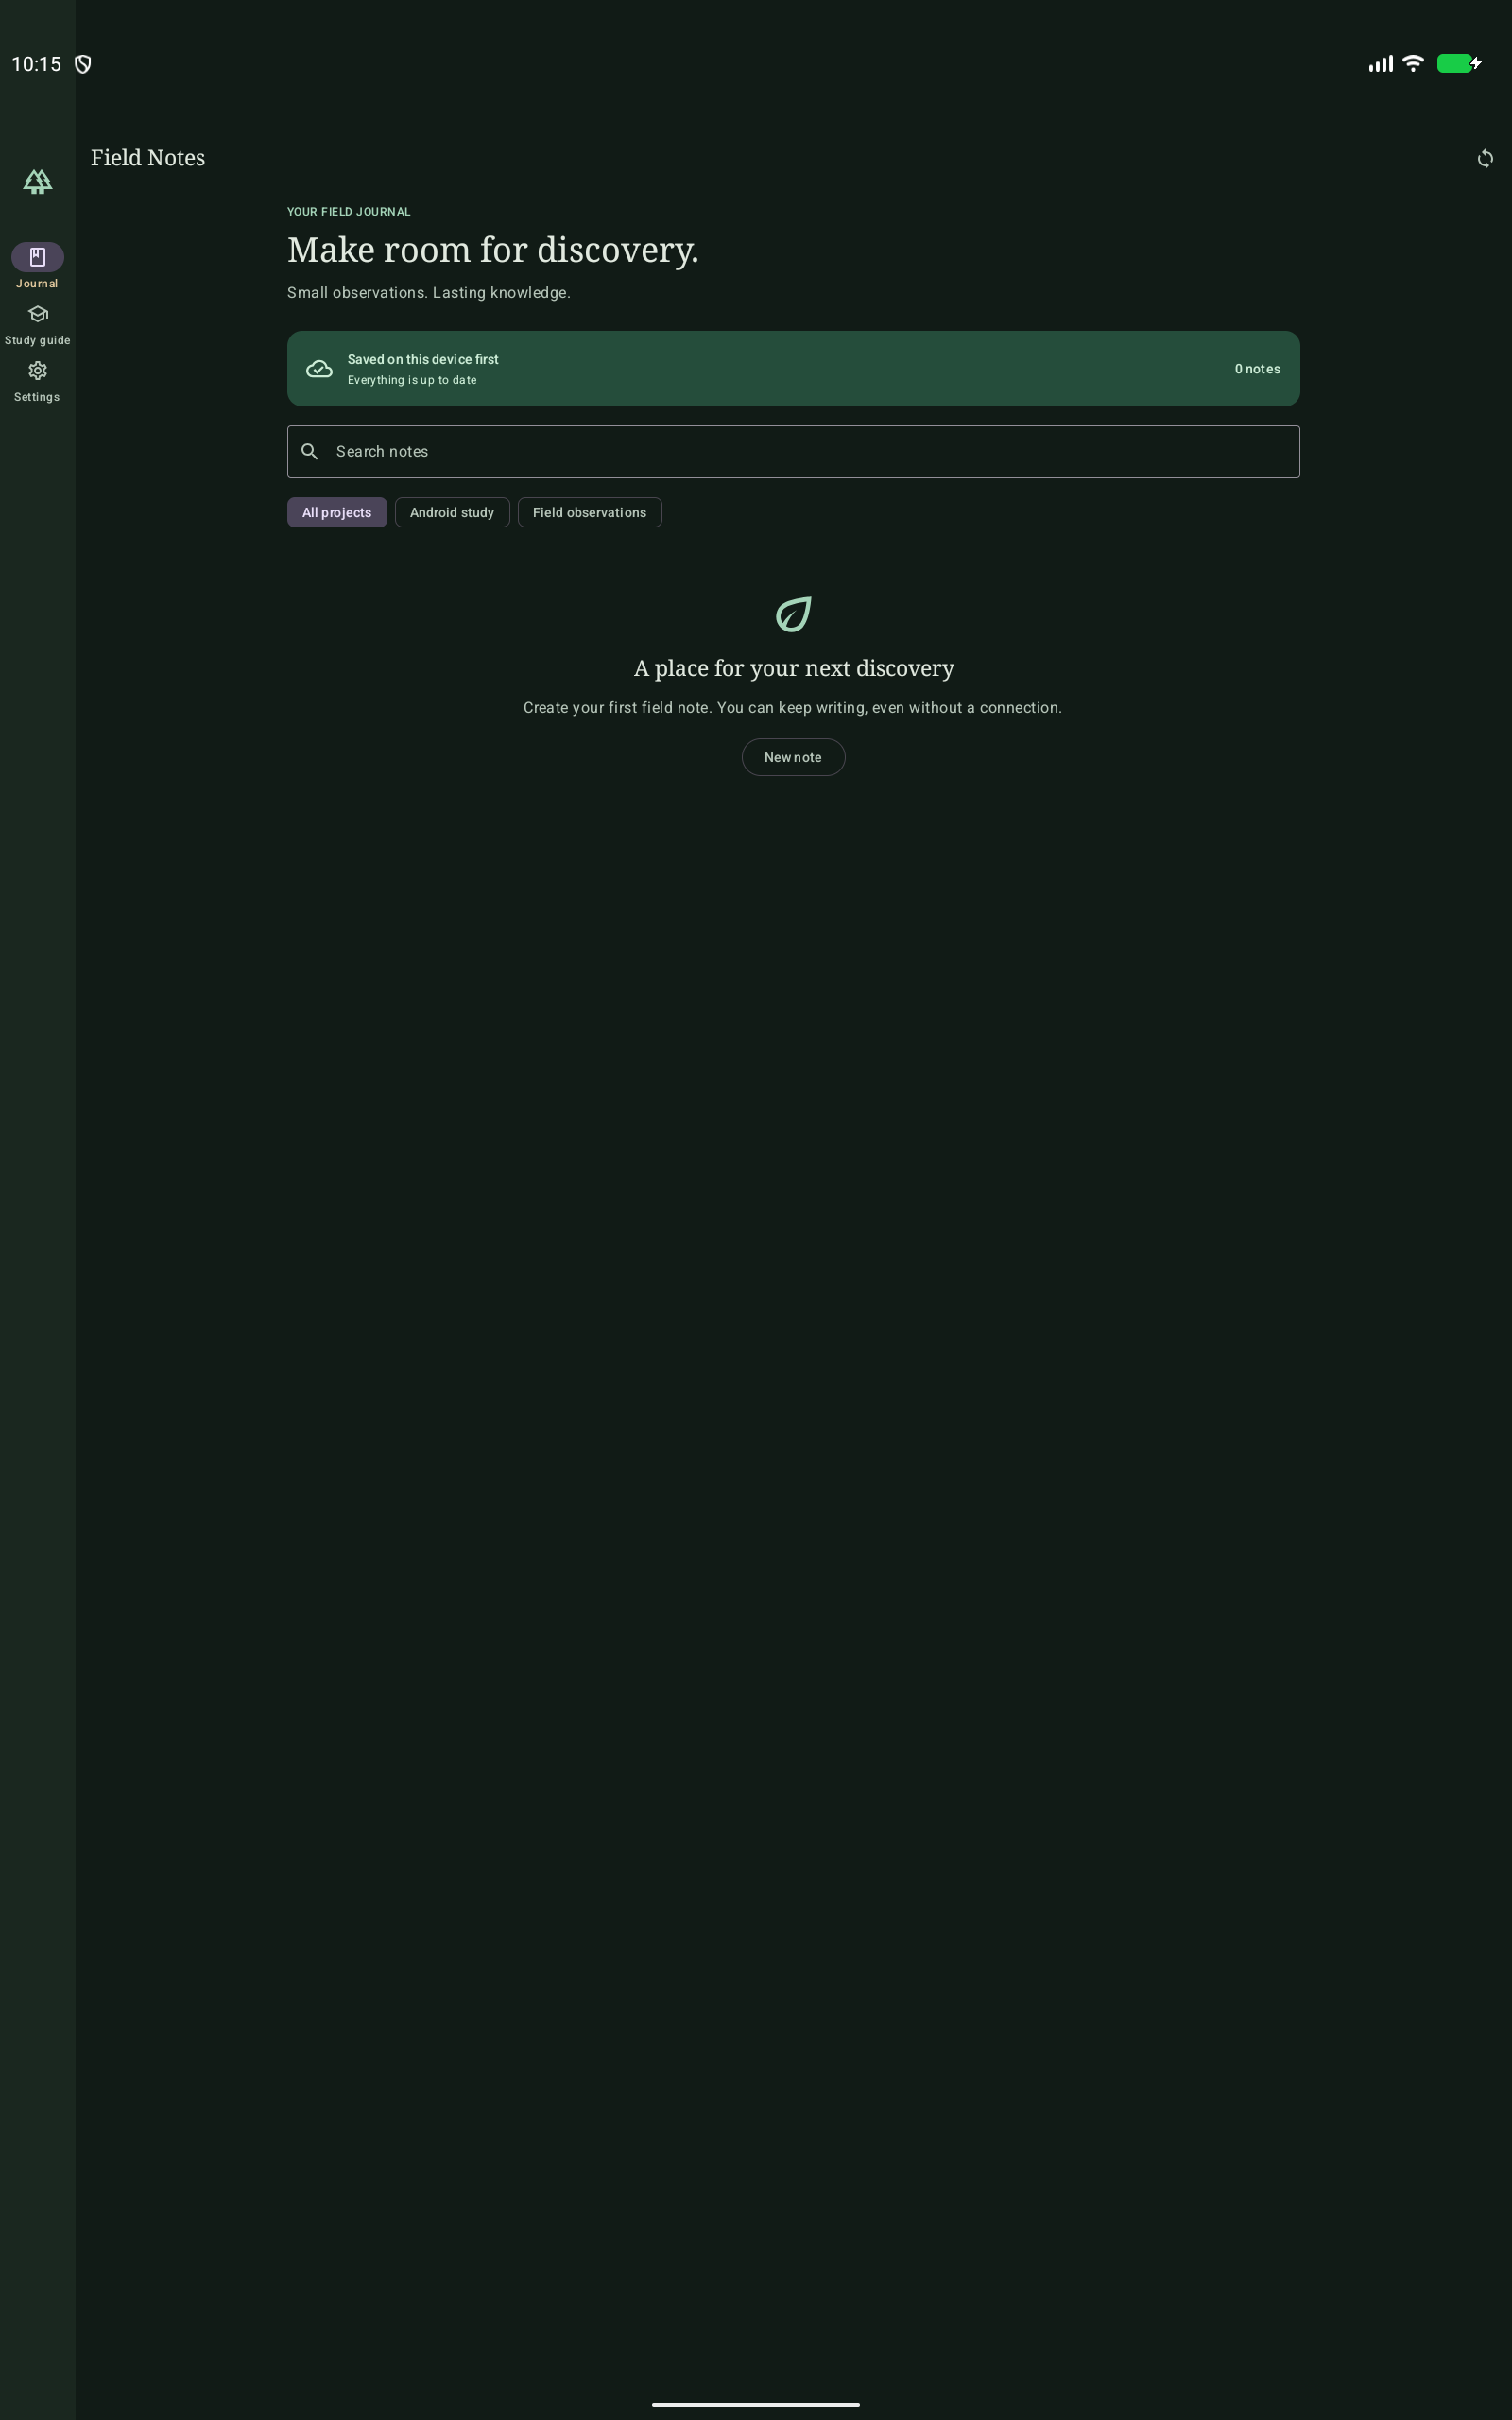 10:15
Field Notes
Journal
Study guide
Settings
YOUR FIELD JOURNAL
Make room for discovery.
Small observations. Lasting knowledge.
Saved on this device first
Everything is up to date
0 notes
Search notes
All projects
Android study
Field observations
A place for your next discovery
Create your first field note. You can keep writing, even without a connection.
New note